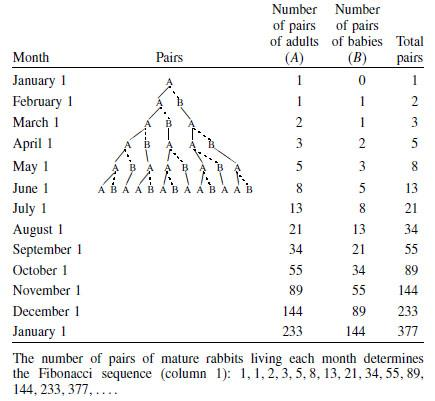 Number Number
of pairs of pairs
of adults of babies Total
Month Pairs (A) (B) pairs
January 1 A 1 0 1
February 1 A B 1 1 2
March 1 A B A 2 1 3
April 1 A B A A B 3 2 5
May 1 A B A A B A B A 5 3 8
June 1 A B A A B A B A A B A A B 8 5 13
July 1 13 8 21
August 1 21 13 34
September 1 34 21 55
October 1 55 34 89
November 1 89 55 144
December 1 144 89 233
January 1 233 144 377
The number of pairs of mature rabbits living each month determines
the Fibonacci sequence (column 1): 1, 1, 2, 3, 5, 8, 13, 21, 34, 55, 89,
144, 233, 377, . . . .